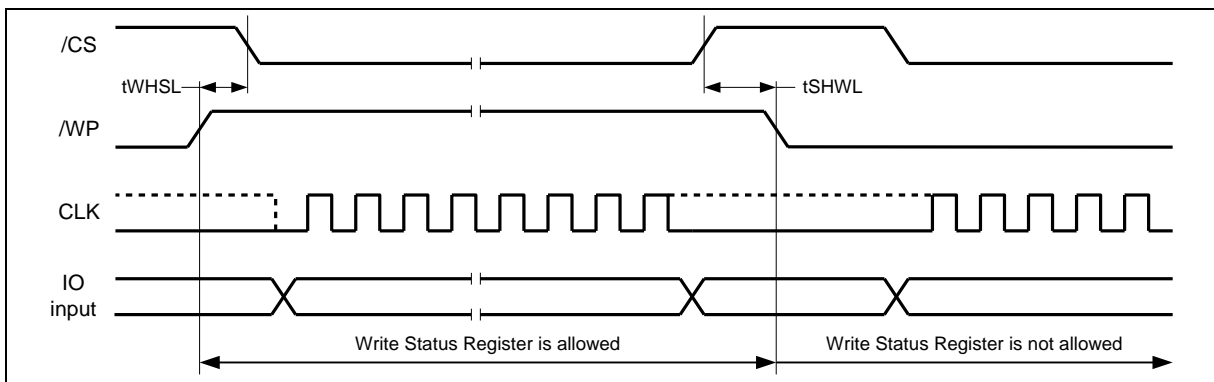 /CS
tWHSL
tSHWL
/WP
CLK
IO
input
Write Status Register is allowed
Write Status Register is not allowed